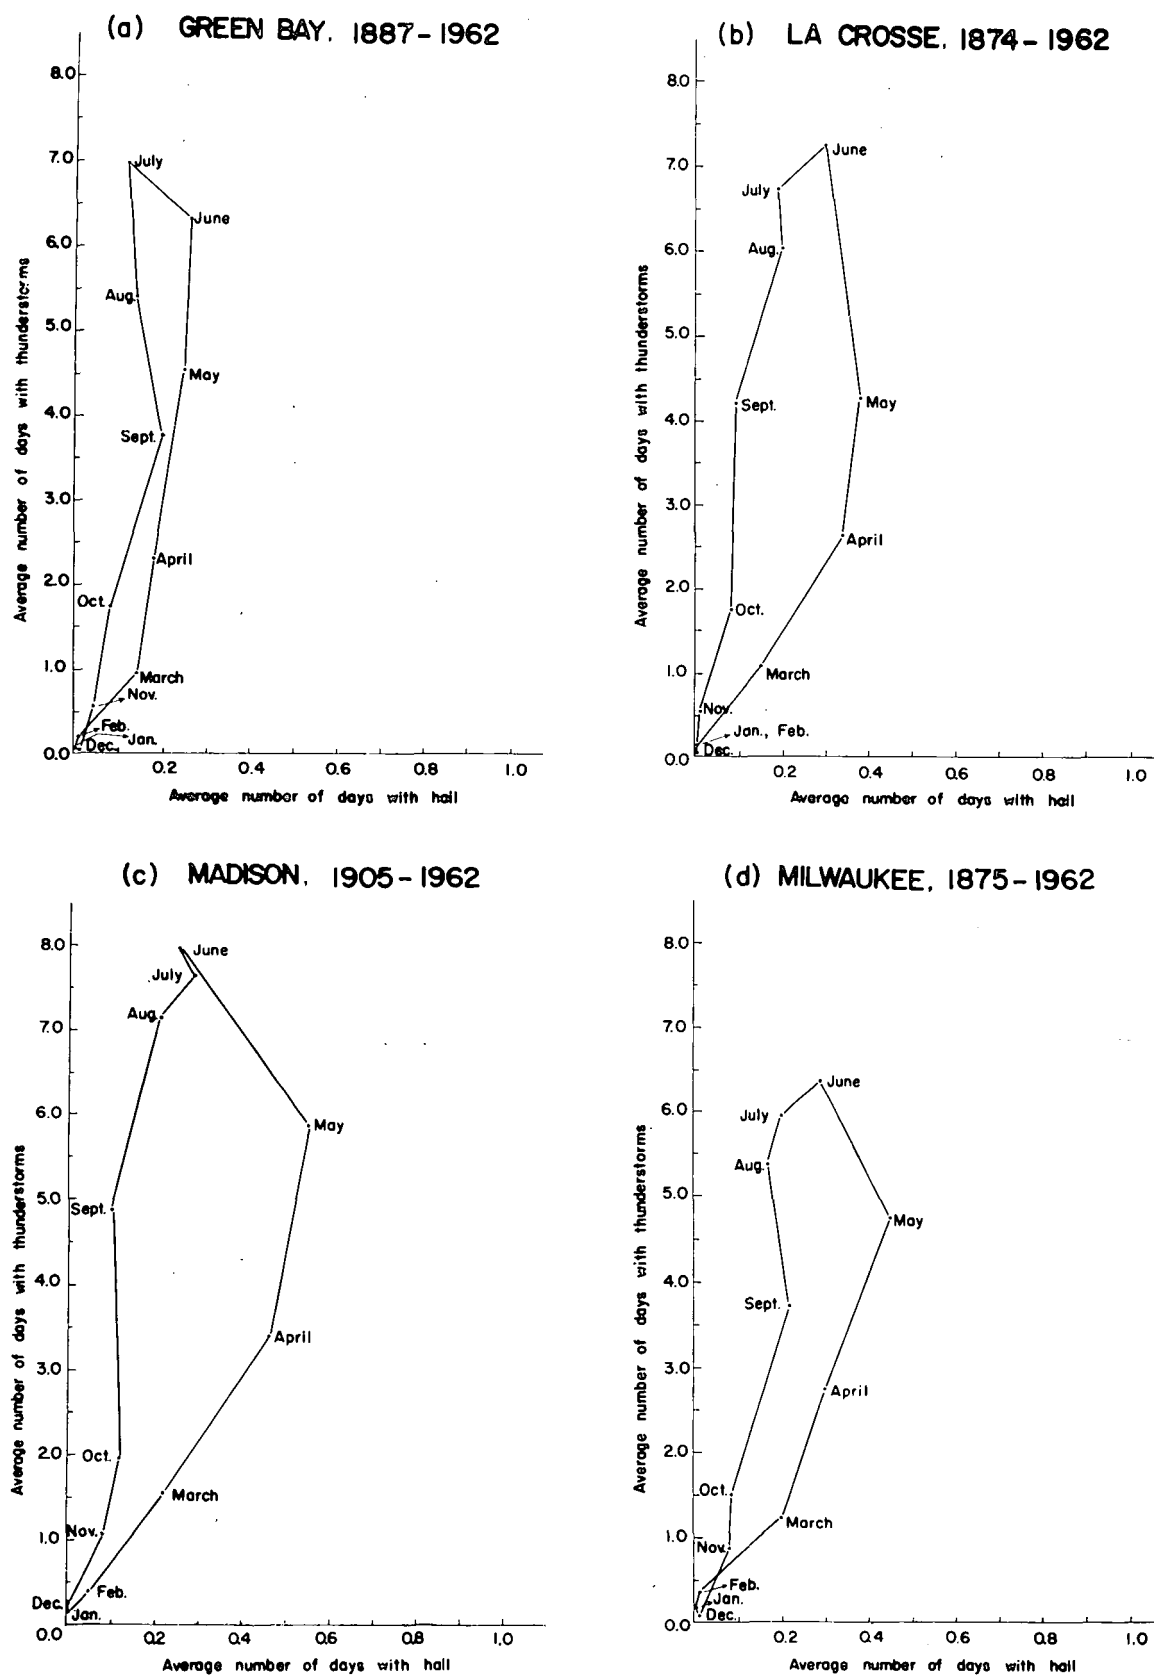 (a) GREEN BAY, 1887-1962
8.0
7.0
6.0
5.0
4.0
3.0
2.0
1.0
0.0
July
June
Aug.
May
Sept.
April
Oct.
March
Nov.
Feb.
Dec.
Jan.
0.2 0.4 0.6 0.8 1.0
Average number of days with thunderstorms
Average number of days with hail
(b) LA CROSSE, 1874-1962
8.0
7.0
6.0
5.0
4.0
3.0
2.0
1.0
0.0
June
July
Aug.
Sept.
May
April
Oct.
March
Nov.
Jan., Feb.
Dec.
0.2 0.4 0.6 0.8 1.0
Average number of days with thunderstorms
Average number of days with hail
(c) MADISON, 1905-1962
8.0
7.0
6.0
5.0
4.0
3.0
2.0
1.0
0.0
June
July
Aug.
May
Sept.
April
Oct.
March
Nov.
Feb.
Dec.
Jan.
0.2 0.4 0.6 0.8 1.0
Average number of days with thunderstorms
Average number of days with hail
(d) MILWAUKEE, 1875-1962
8.0
7.0
6.0
5.0
4.0
3.0
2.0
1.0
0.0
June
July
Aug.
May
Sept.
April
Oct.
March
Nov.
Feb.
Jan.
Dec.
0.2 0.4 0.6 0.8 1.0
Average number of days with thunderstorms
Average number of days with hail